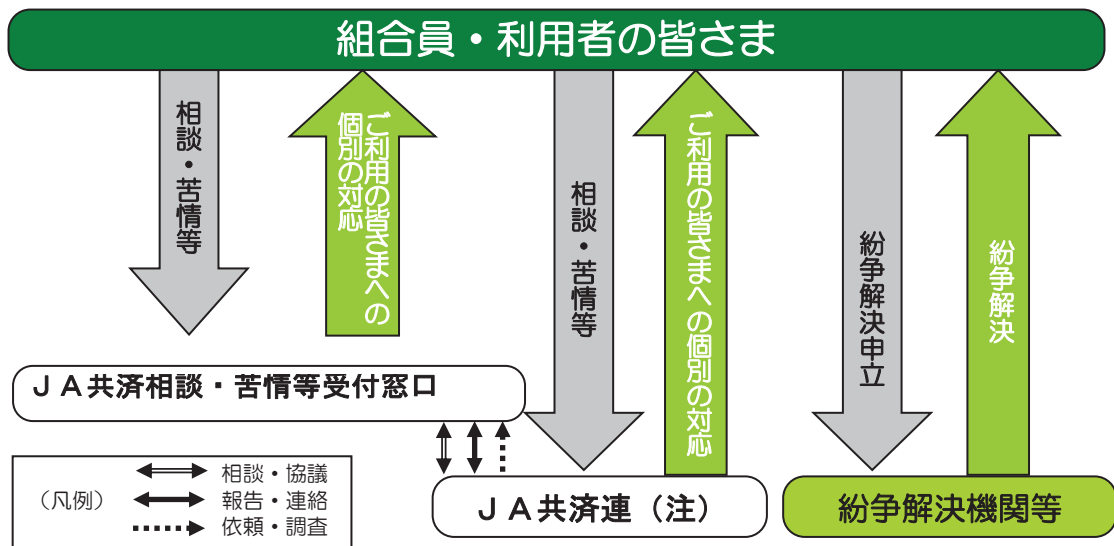 組合員・利用者の皆さま
相談・苦情等
ご利用の皆さまへの
個別の対応
相談・苦情等
ご利用の皆さまへの個別の対応
紛争解決申立
紛争解決
ＪＡ共済相談・苦情等受付窓口
（凡例）
相談・協議
報告・連絡
依頼・調査
ＪＡ共済連（注）
紛争解決機関等